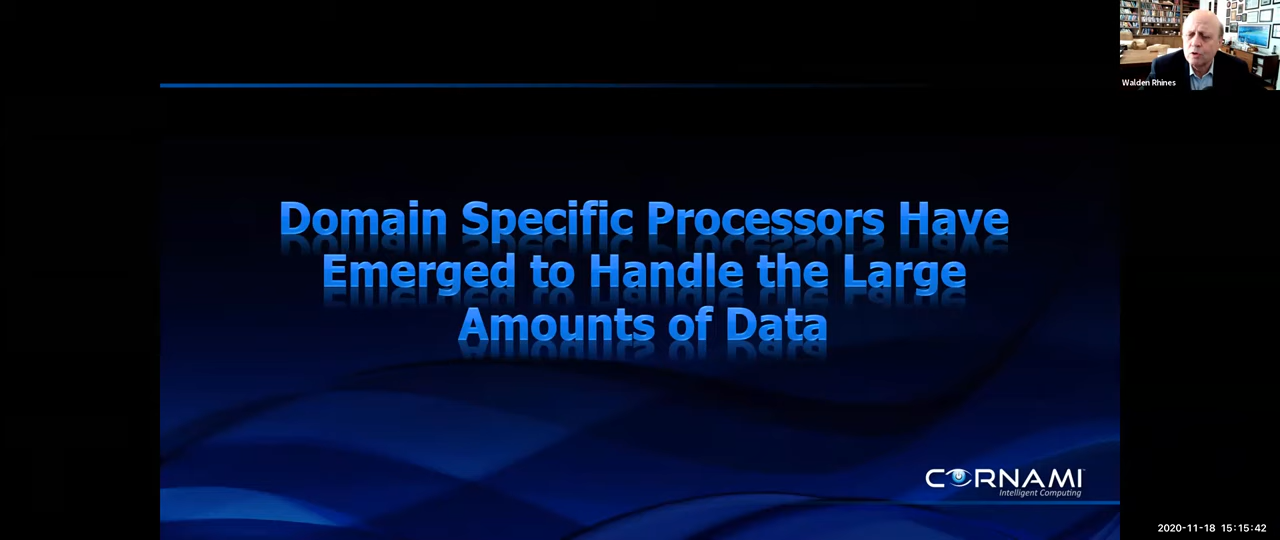 Walden Rhines
Domain Specific Processors Have
Emerged to Handle the Large
Amounts of Data
CORNAMI
Intelligent Computing
2020-11-18 15:15:42